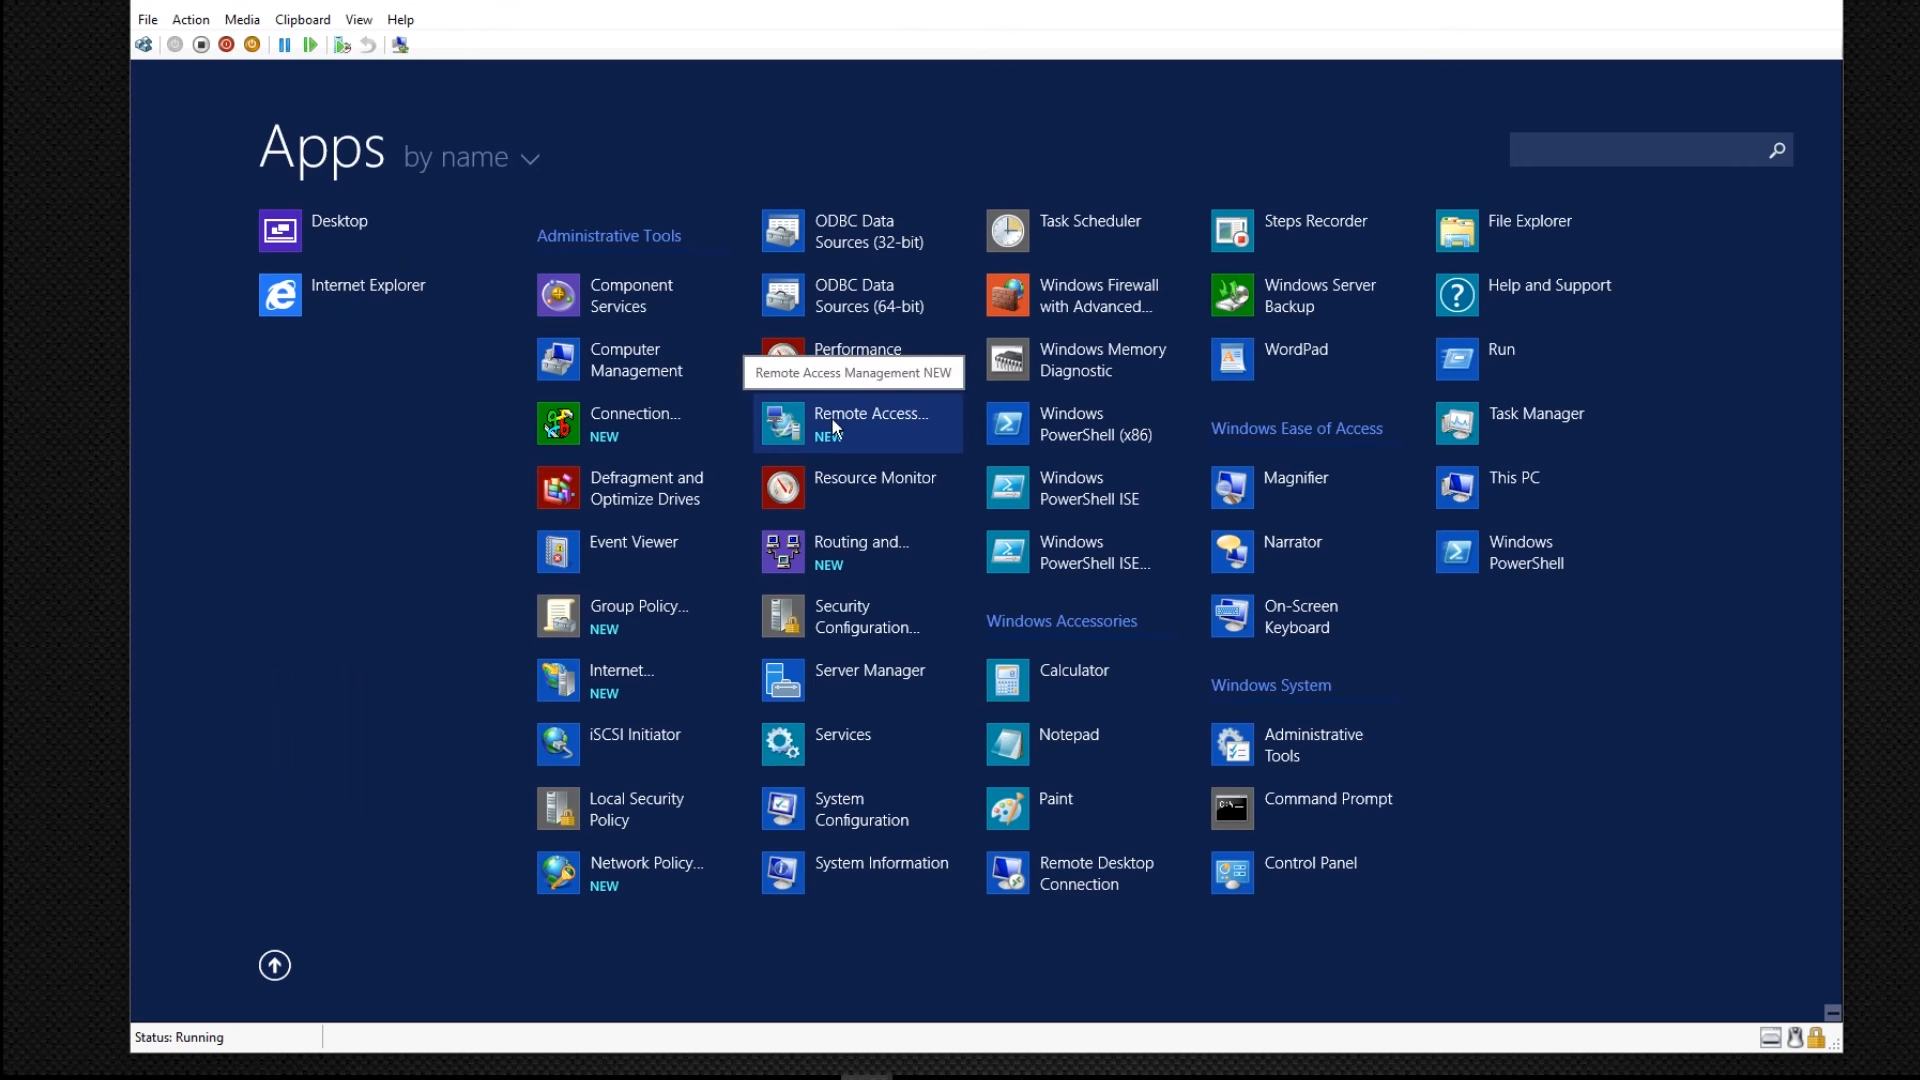 File Action Media Clipboard View Help
Apps by name
Desktop
Internet Explorer
Administrative Tools
Component
Services
Computer
Management
Connection...
NEW
Defragment and
Optimize Drives
Event Viewer
Group Policy...
NEW
Internet...
NEW
iSCSI Initiator
Local Security
Policy
Network Policy...
NEW
ODBC Data
Sources (32-bit)
ODBC Data
Sources (64-bit)
Performance
Remote Access Management NEW
Remote Access...
NEW
Resource Monitor
Routing and...
NEW
Security
Configuration...
Server Manager
Services
System
Configuration
System Information
Task Scheduler
Windows Firewall
with Advanced...
Windows Memory
Diagnostic
Windows
PowerShell (x86)
Windows
PowerShell ISE
Windows
PowerShell ISE...
Windows Accessories
Calculator
Notepad
Paint
Remote Desktop
Connection
Steps Recorder
Windows Server
Backup
WordPad
Windows Ease of Access
Magnifier
Narrator
On-Screen
Keyboard
Windows System
Administrative
Tools
Command Prompt
Control Panel
File Explorer
Help and Support
Run
Task Manager
This PC
Windows
PowerShell
Status: Running